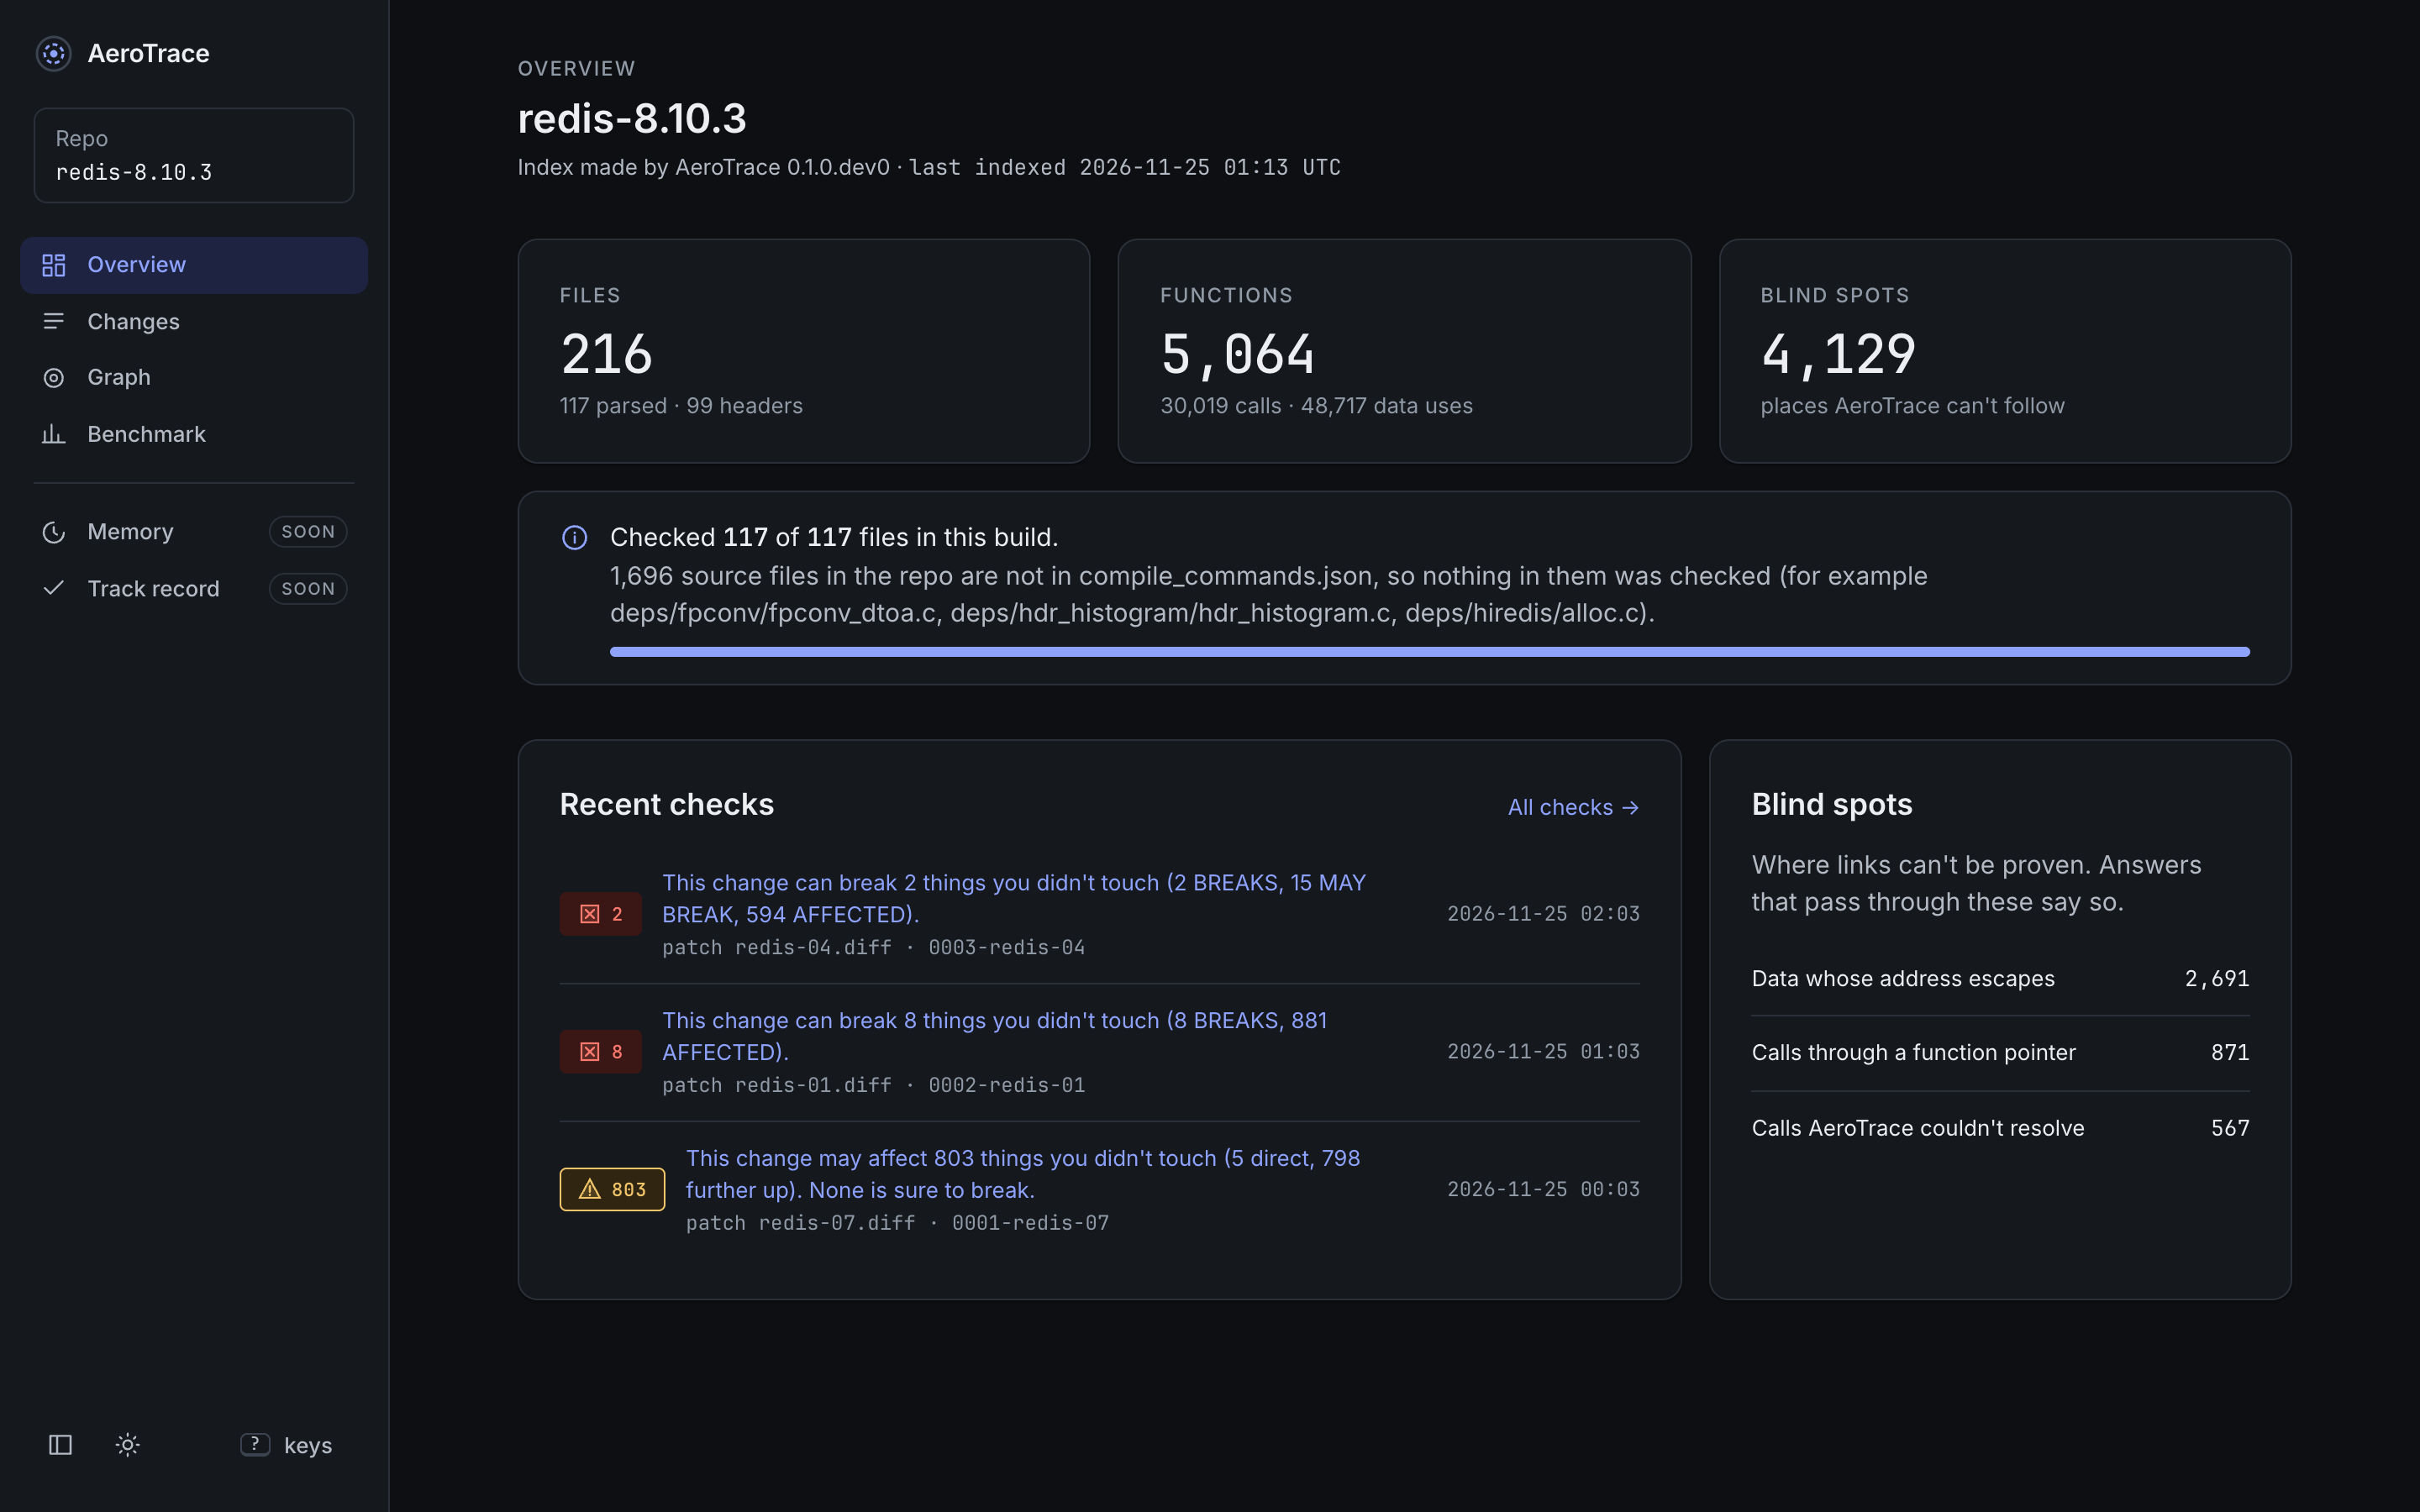 AeroTrace
Repo
redis-8.10.3
Overview
Changes
Graph
Benchmark
Memory SOON
Track record SOON
? keys
OVERVIEW
redis-8.10.3
Index made by AeroTrace 0.1.0.dev0 · last indexed 2026-11-25 01:13 UTC
FILES
216
117 parsed · 99 headers
FUNCTIONS
5,064
30,019 calls · 48,717 data uses
BLIND SPOTS
4,129
places AeroTrace can't follow
Checked 117 of 117 files in this build.
1,696 source files in the repo are not in compile_commands.json, so nothing in them was checked (for example
deps/fpconv/fpconv_dtoa.c, deps/hdr_histogram/hdr_histogram.c, deps/hiredis/alloc.c).
Recent checks
All checks →
2
This change can break 2 things you didn't touch (2 BREAKS, 15 MAY
BREAK, 594 AFFECTED).
patch redis-04.diff · 0003-redis-04
2026-11-25 02:03
8
This change can break 8 things you didn't touch (8 BREAKS, 881
AFFECTED).
patch redis-01.diff · 0002-redis-01
2026-11-25 01:03
803
This change may affect 803 things you didn't touch (5 direct, 798
further up). None is sure to break.
patch redis-07.diff · 0001-redis-07
2026-11-25 00:03
Blind spots
Where links can't be proven. Answers
that pass through these say so.
Data whose address escapes 2,691
Calls through a function pointer 871
Calls AeroTrace couldn't resolve 567